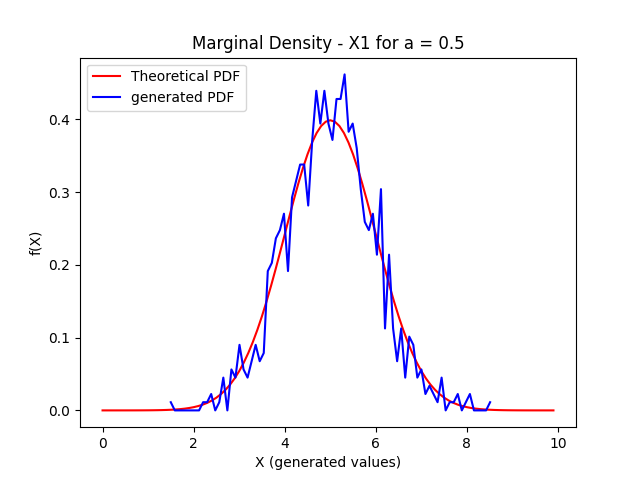 Marginal Density - X1 for a = 0.5
Theoretical PDF
generated PDF
f(X)
0.4
0.3
0.2
0.1
0.0
0 2 4 6 8 10
X (generated values)